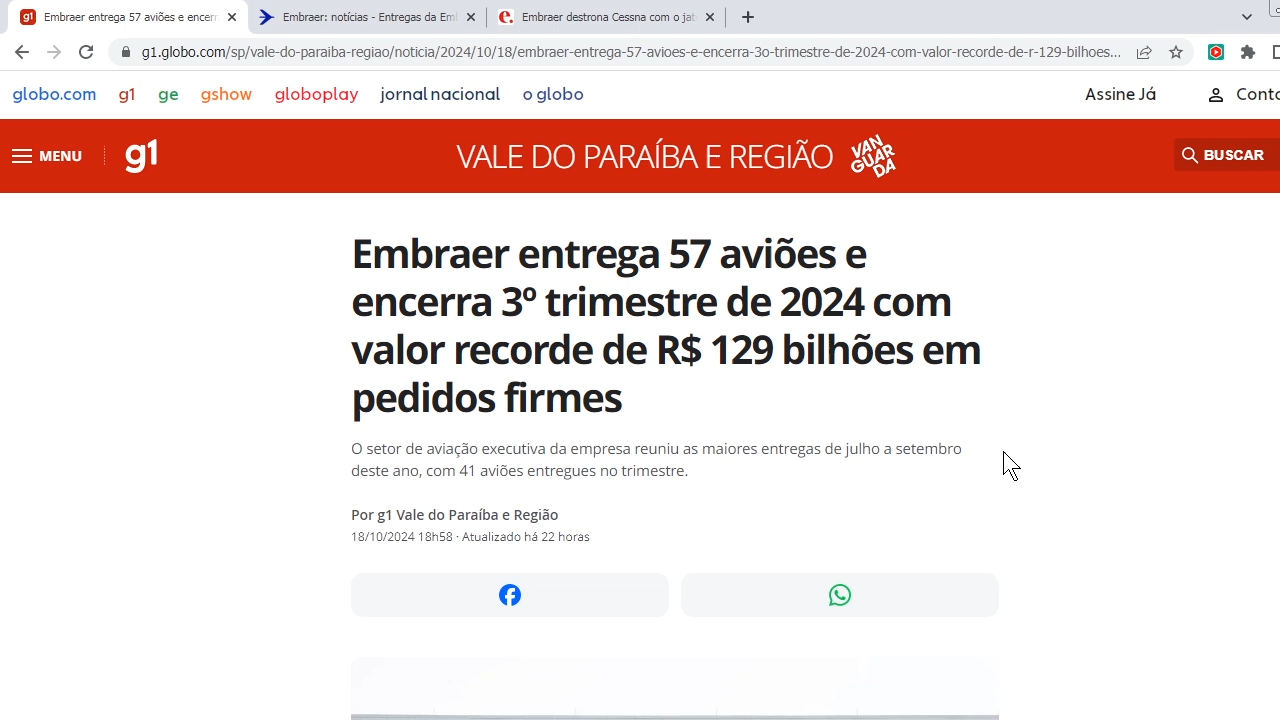 Embraer entrega 57 aviões e encerr
Embraer: notícias - Entregas da Em
Embraer destrona Cessna com o jat
g1.globo.com/sp/vale-do-paraiba-regiao/noticia/2024/10/18/embraer-entrega-57-avioes-e-encerra-3o-trimestre-de-2024-com-valor-recorde-de-r-129-bilhoes...
globo.com g1 ge gshow globoplay jornal nacional o globo Assine Já Conta
MENU g1 VALE DO PARAÍBA E REGIÃO VANGUARDA BUSCAR
Embraer entrega 57 aviões e
encerra 3º trimestre de 2024 com
valor recorde de R$ 129 bilhões em
pedidos firmes
O setor de aviação executiva da empresa reuniu as maiores entregas de julho a setembro
deste ano, com 41 aviões entregues no trimestre.
Por g1 Vale do Paraíba e Região
18/10/2024 18h58 · Atualizado há 22 horas